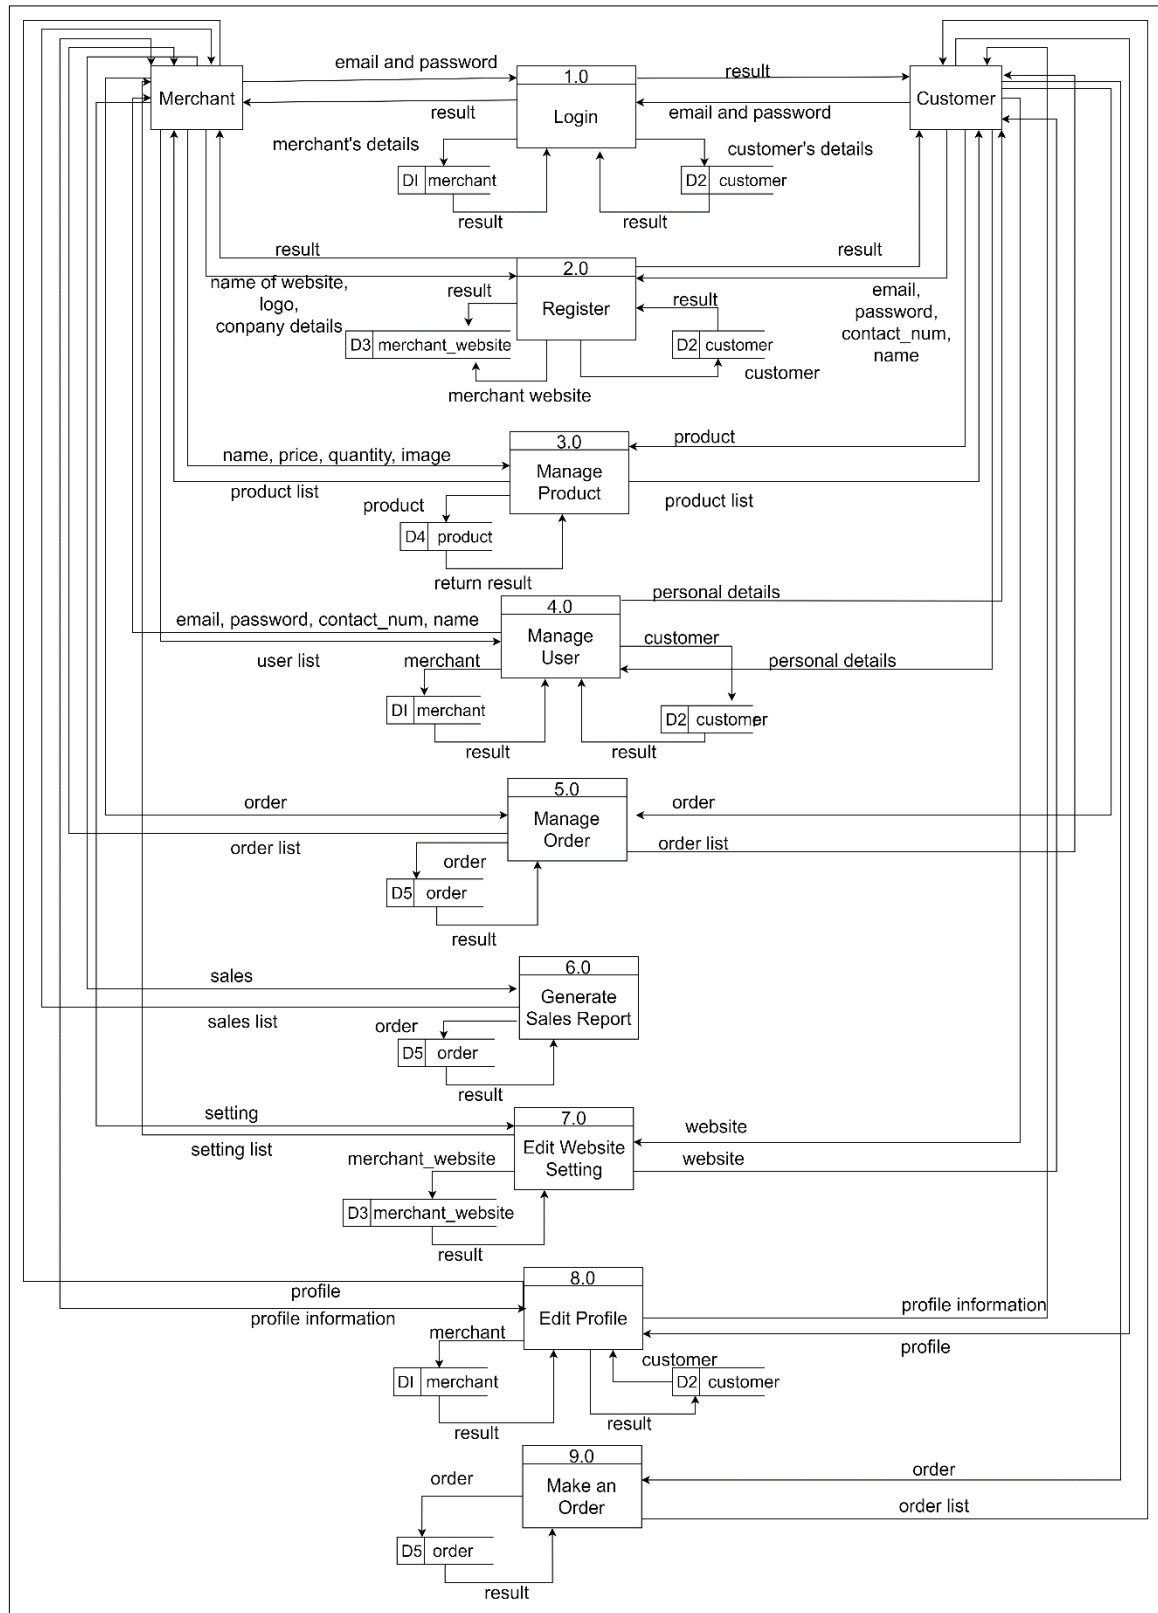 Merchant
email and password
1.0
Login
result
Customer
result
email and password
merchant's details
customer's details
D1 merchant
D2 customer
result
result
result
result
2.0
Register
name of website,
logo,
conpany details
result
result
email,
password,
contact_num,
name
D3 merchant_website
D2 customer
merchant website
customer
3.0
Manage
Product
product
name, price, quantity, image
product list
product list
product
D4 product
return result
4.0
Manage
User
personal details
email, password, contact_num, name
customer
user list
merchant
personal details
D1 merchant
D2 customer
result
result
5.0
Manage
Order
order
order
order list
order list
order
D5 order
result
6.0
Generate
Sales Report
sales
sales list
order
D5 order
result
7.0
Edit Website
Setting
setting
website
setting list
merchant_website
website
D3 merchant_website
result
8.0
Edit Profile
profile
profile information
profile information
merchant
profile
customer
D1 merchant
D2 customer
result
result
9.0
Make an
Order
order
order
order list
D5 order
result